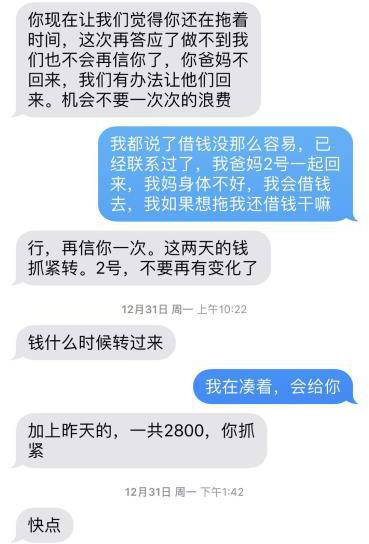 你现在让我们觉得你还在拖着
时间，这次再答应了做不到我
们也不会再信你了，你爸妈不
回来，我们有办法让他们回
来。机会不要一次次的浪费
我都说了借钱没那么容易，已
经联系过了，我爸妈2号一起回
来，我妈身体不好，我会借钱
去，我如果想拖我还借钱干嘛
行，再信你一次。这两天的钱
抓紧转。2号，不要再有变化了
12月31日 周一 上午10:22
钱什么时候转过来
我在凑着，会给你
加上昨天的，一共2800，你抓
紧
12月31日 周一 下午1:42
快点